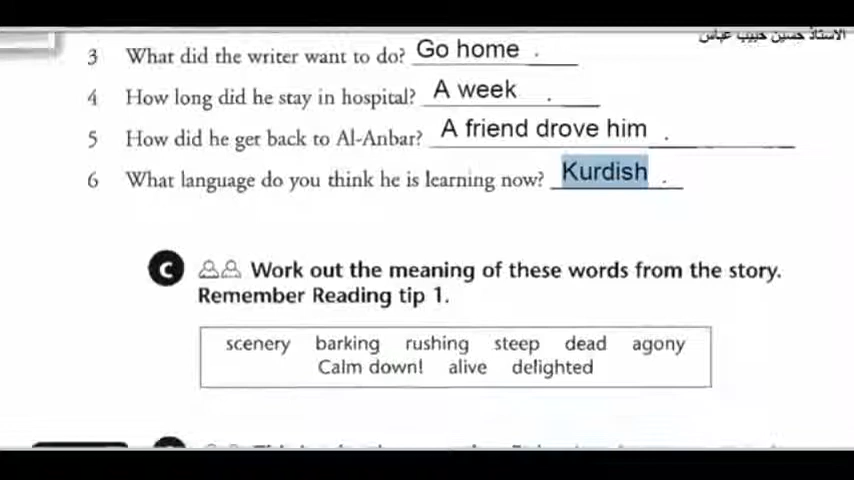 الاستاذ حسين حبيب عباس
3 What did the writer want to do? Go home .
4 How long did he stay in hospital? A week .
5 How did he get back to Al-Anbar? A friend drove him .
6 What language do you think he is learning now? Kurdish .
C Work out the meaning of these words from the story.
Remember Reading tip 1.
scenery barking rushing steep dead agony
Calm down! alive delighted